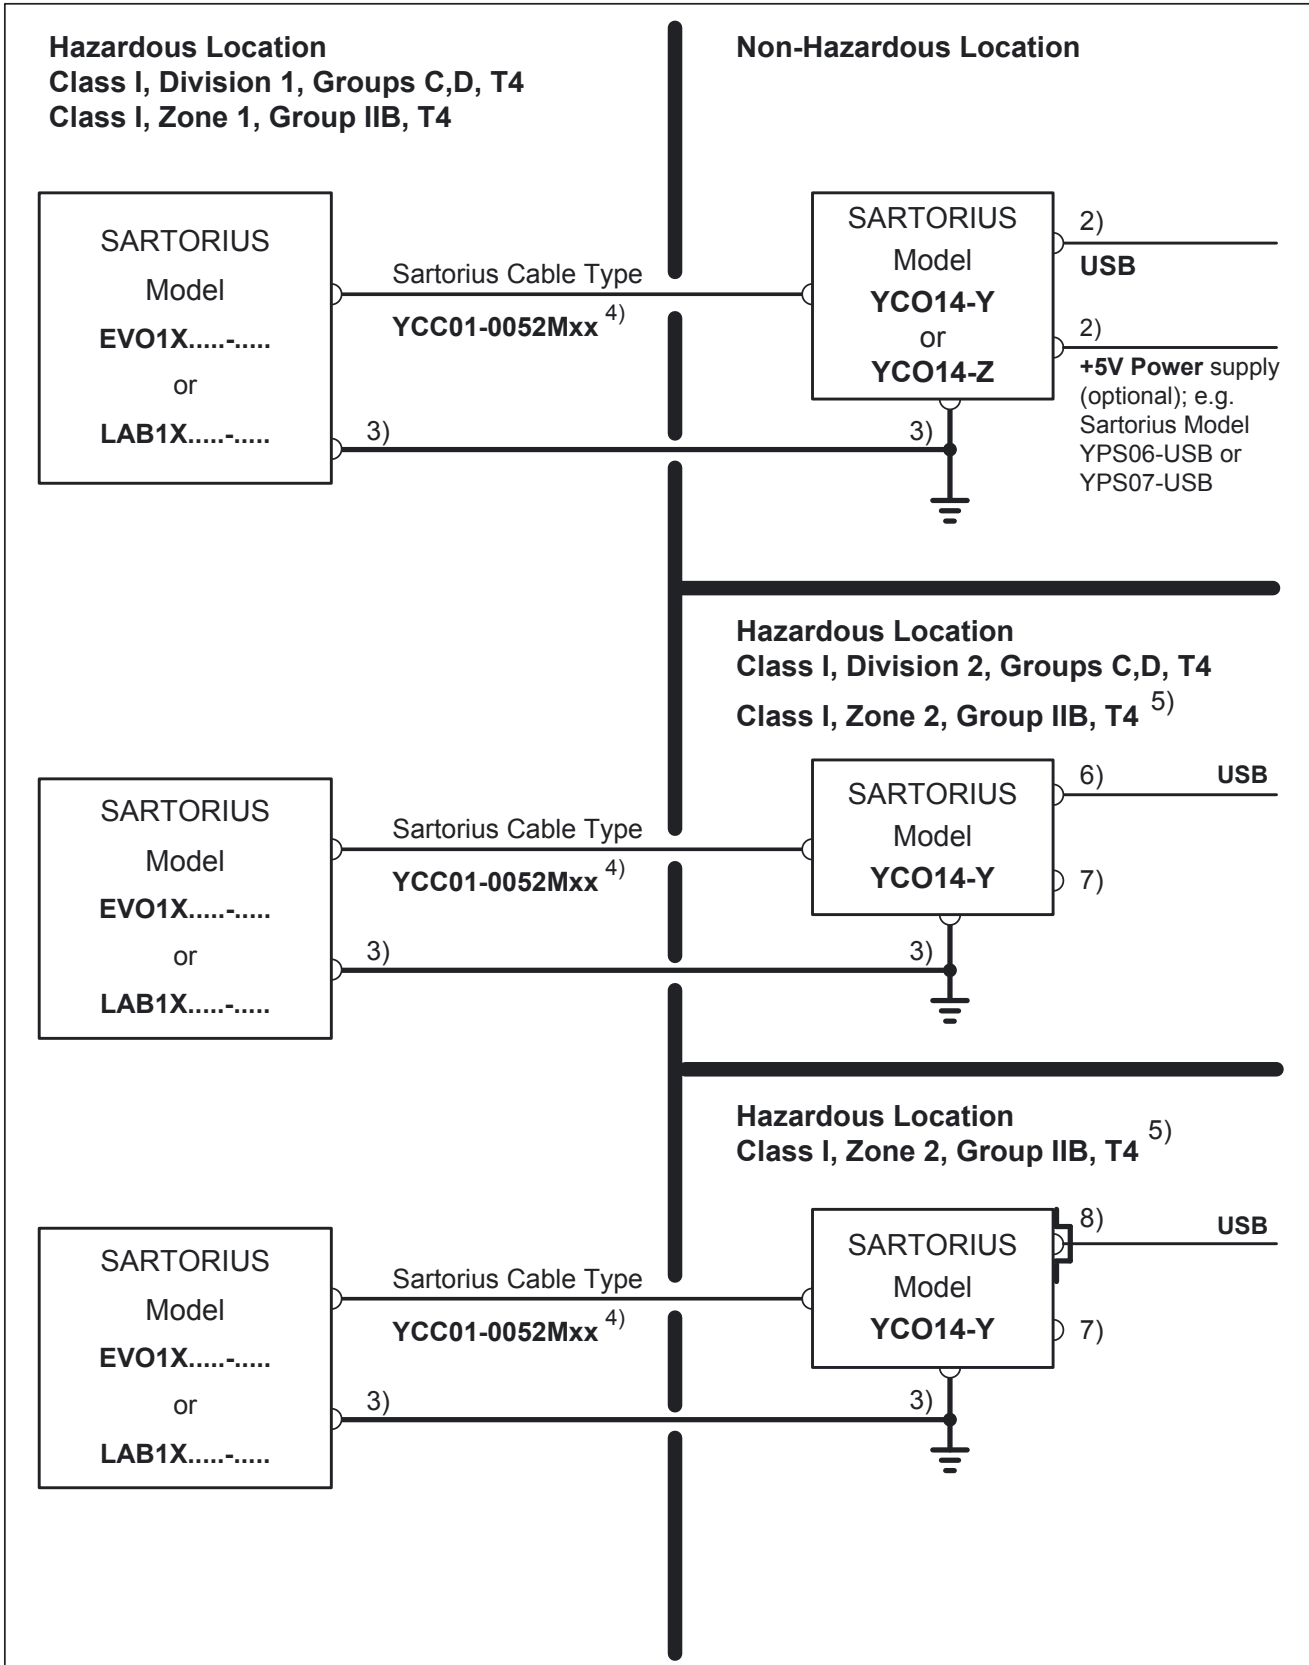 Hazardous Location
Class I, Division 1, Groups C,D, T4
Class I, Zone 1, Group IIB, T4
Non-Hazardous Location
SARTORIUS
Model
EVO1X.....-.....
or
LAB1X.....-.....
3)
Sartorius Cable Type
YCC01-0052Mxx 4)
SARTORIUS
Model
YCO14-Y
or
YCO14-Z
3)
2)
USB
2)
+5V Power supply
(optional); e.g.
Sartorius Model
YPS06-USB or
YPS07-USB
Hazardous Location
Class I, Division 2, Groups C,D, T4
Class I, Zone 2, Group IIB, T4 5)
SARTORIUS
Model
EVO1X.....-.....
or
LAB1X.....-.....
3)
Sartorius Cable Type
YCC01-0052Mxx 4)
SARTORIUS
Model
YCO14-Y
3)
6) USB
7)
Hazardous Location
Class I, Zone 2, Group IIB, T4 5)
SARTORIUS
Model
EVO1X.....-.....
or
LAB1X.....-.....
3)
Sartorius Cable Type
YCC01-0052Mxx 4)
SARTORIUS
Model
YCO14-Y
3)
8) USB
7)